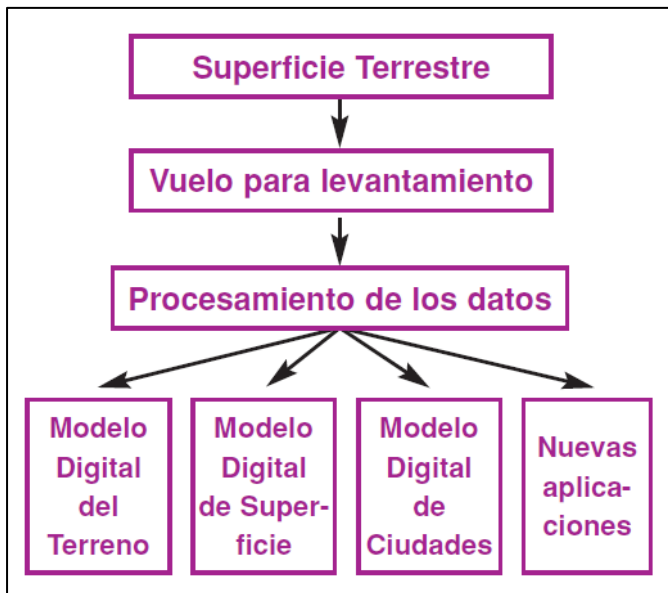 Superficie Terrestre
Vuelo para levantamiento
Procesamiento de los datos
Modelo
Digital
del
Terreno
Modelo
Digital
de Super-
ficie
Modelo
Digital
de
Ciudades
Nuevas
aplica-
ciones